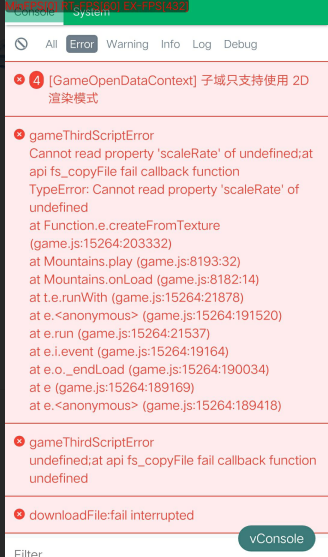 Console System
All Error Warning Info Log Debug
4 [GameOpenDataContext] 子域只支持使用 2D
渲染模式
gameThirdScriptError
Cannot read property 'scaleRate' of undefined;at
api fs_copyFile fail callback function
TypeError: Cannot read property 'scaleRate' of
undefined
at Function.e.createFromTexture
(game.js:15264:203332)
at Mountains.play (game.js:8193:32)
at Mountains.onLoad (game.js:8182:14)
at t.e.runWith (game.js:15264:21878)
at e.<anonymous> (game.js:15264:191520)
at e.run (game.js:15264:21537)
at e.i.event (game.js:15264:19164)
at e.o._endLoad (game.js:15264:190034)
at e (game.js:15264:189169)
at e.<anonymous> (game.js:15264:189418)
gameThirdScriptError
undefined;at api fs_copyFile fail callback function
undefined
downloadFile:fail interrupted
vConsole
Filter